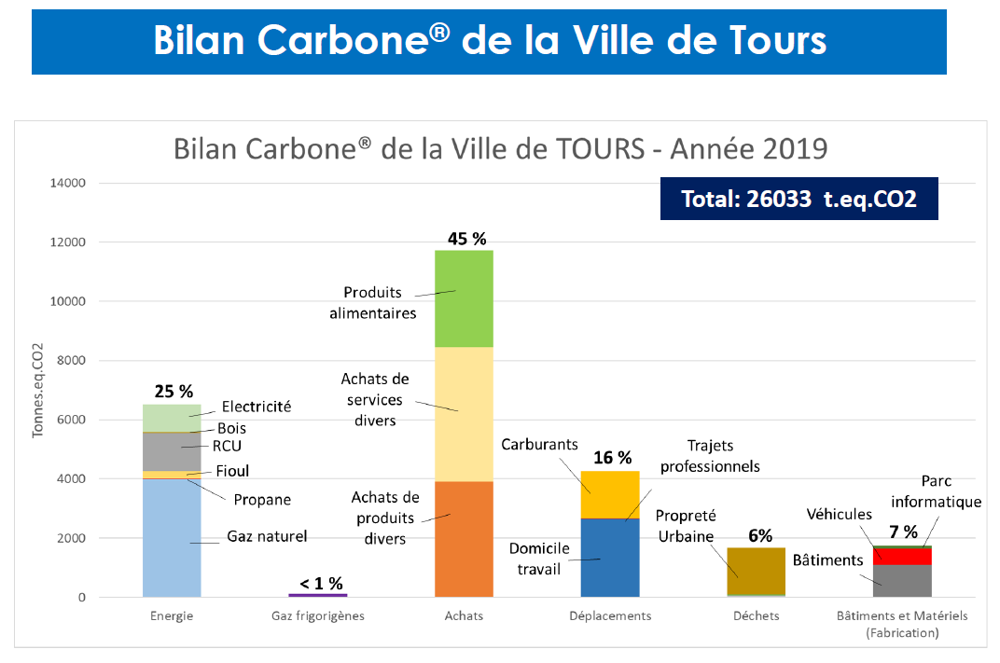 Bilan Carbone® de la Ville de Tours
Bilan Carbone® de la Ville de TOURS - Année 2019
Total: 26033 t.eq.CO2
Tonnes.eq.CO2
14000
12000
10000
8000
6000
4000
2000
0
25 %
Electricité
Bois
RCU
Fioul
Propane
Gaz naturel
< 1 %
45 %
Produits
alimentaires
Achats de
services
divers
Achats de
produits
divers
16 %
Carburants
Trajets
professionnels
Domicile
travail
6%
Propreté
Urbaine
7 %
Parc
informatique
Véhicules
Bâtiments
Energie
Gaz frigorigènes
Achats
Déplacements
Déchets
Bâtiments et Matériels
(Fabrication)